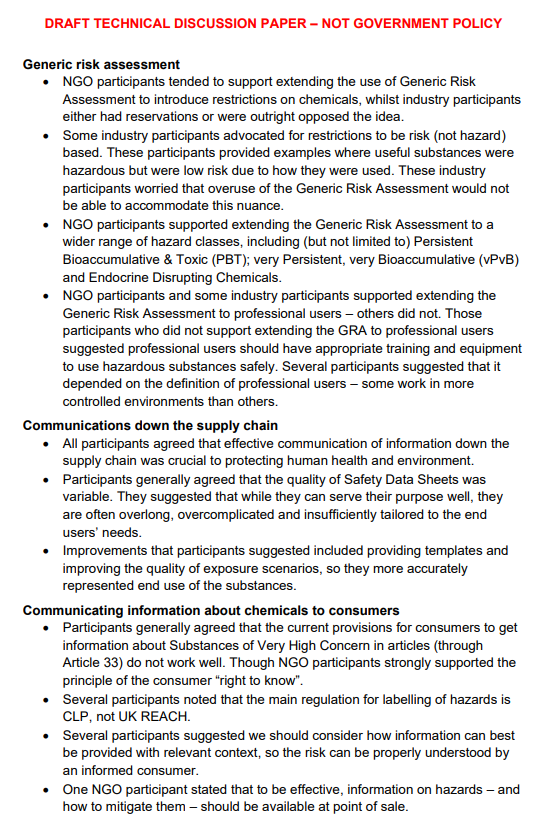 DRAFT TECHNICAL DISCUSSION PAPER – NOT GOVERNMENT POLICY
Generic risk assessment
• NGO participants tended to support extending the use of Generic Risk
Assessment to introduce restrictions on chemicals, whilst industry participants
either had reservations or were outright opposed the idea.
• Some industry participants advocated for restrictions to be risk (not hazard)
based. These participants provided examples where useful substances were
hazardous but were low risk due to how they were used. These industry
participants worried that overuse of the Generic Risk Assessment would not
be able to accommodate this nuance.
• NGO participants supported extending the Generic Risk Assessment to a
wider range of hazard classes, including (but not limited to) Persistent
Bioaccumulative & Toxic (PBT); very Persistent, very Bioaccumulative (vPvB)
and Endocrine Disrupting Chemicals.
• NGO participants and some industry participants supported extending the
Generic Risk Assessment to professional users – others did not. Those
participants who did not support extending the GRA to professional users
suggested professional users should have appropriate training and equipment
to use hazardous substances safely. Several participants suggested that it
depended on the definition of professional users – some work in more
controlled environments than others.
Communications down the supply chain
• All participants agreed that effective communication of information down the
supply chain was crucial to protecting human health and environment.
• Participants generally agreed that the quality of Safety Data Sheets was
variable. They suggested that while they can serve their purpose well, they
are often overlong, overcomplicated and insufficiently tailored to the end
users' needs.
• Improvements that participants suggested included providing templates and
improving the quality of exposure scenarios, so they more accurately
represented end use of the substances.
Communicating information about chemicals to consumers
• Participants generally agreed that the current provisions for consumers to get
information about Substances of Very High Concern in articles (through
Article 33) do not work well. Though NGO participants strongly supported the
principle of the consumer "right to know".
• Several participants noted that the main regulation for labelling of hazards is
CLP, not UK REACH.
• Several participants suggested we should consider how information can best
be provided with relevant context, so the risk can be properly understood by
an informed consumer.
• One NGO participant stated that to be effective, information on hazards – and
how to mitigate them – should be available at point of sale.